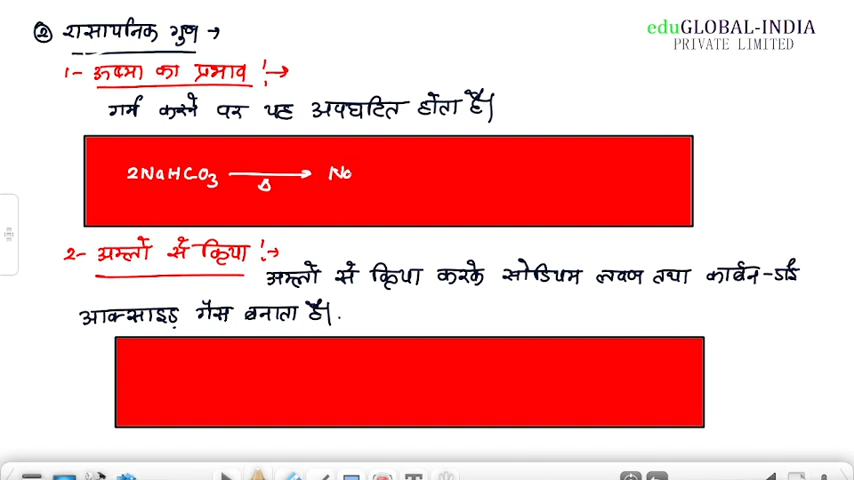 eduGLOBAL-INDIA
PRIVATE LIMITED
② रासायनिक गुण →
1- ऊष्मा का प्रभाव !→
गर्म करने पर यह अपघटित होता है।
2NaHCO₃ —Δ→ Na
2- अम्लों से क्रिया !→
अम्लों से क्रिया करके सोडियम लवण तथा कार्बन-डाई
आक्साइड़ गैस बनाता है।